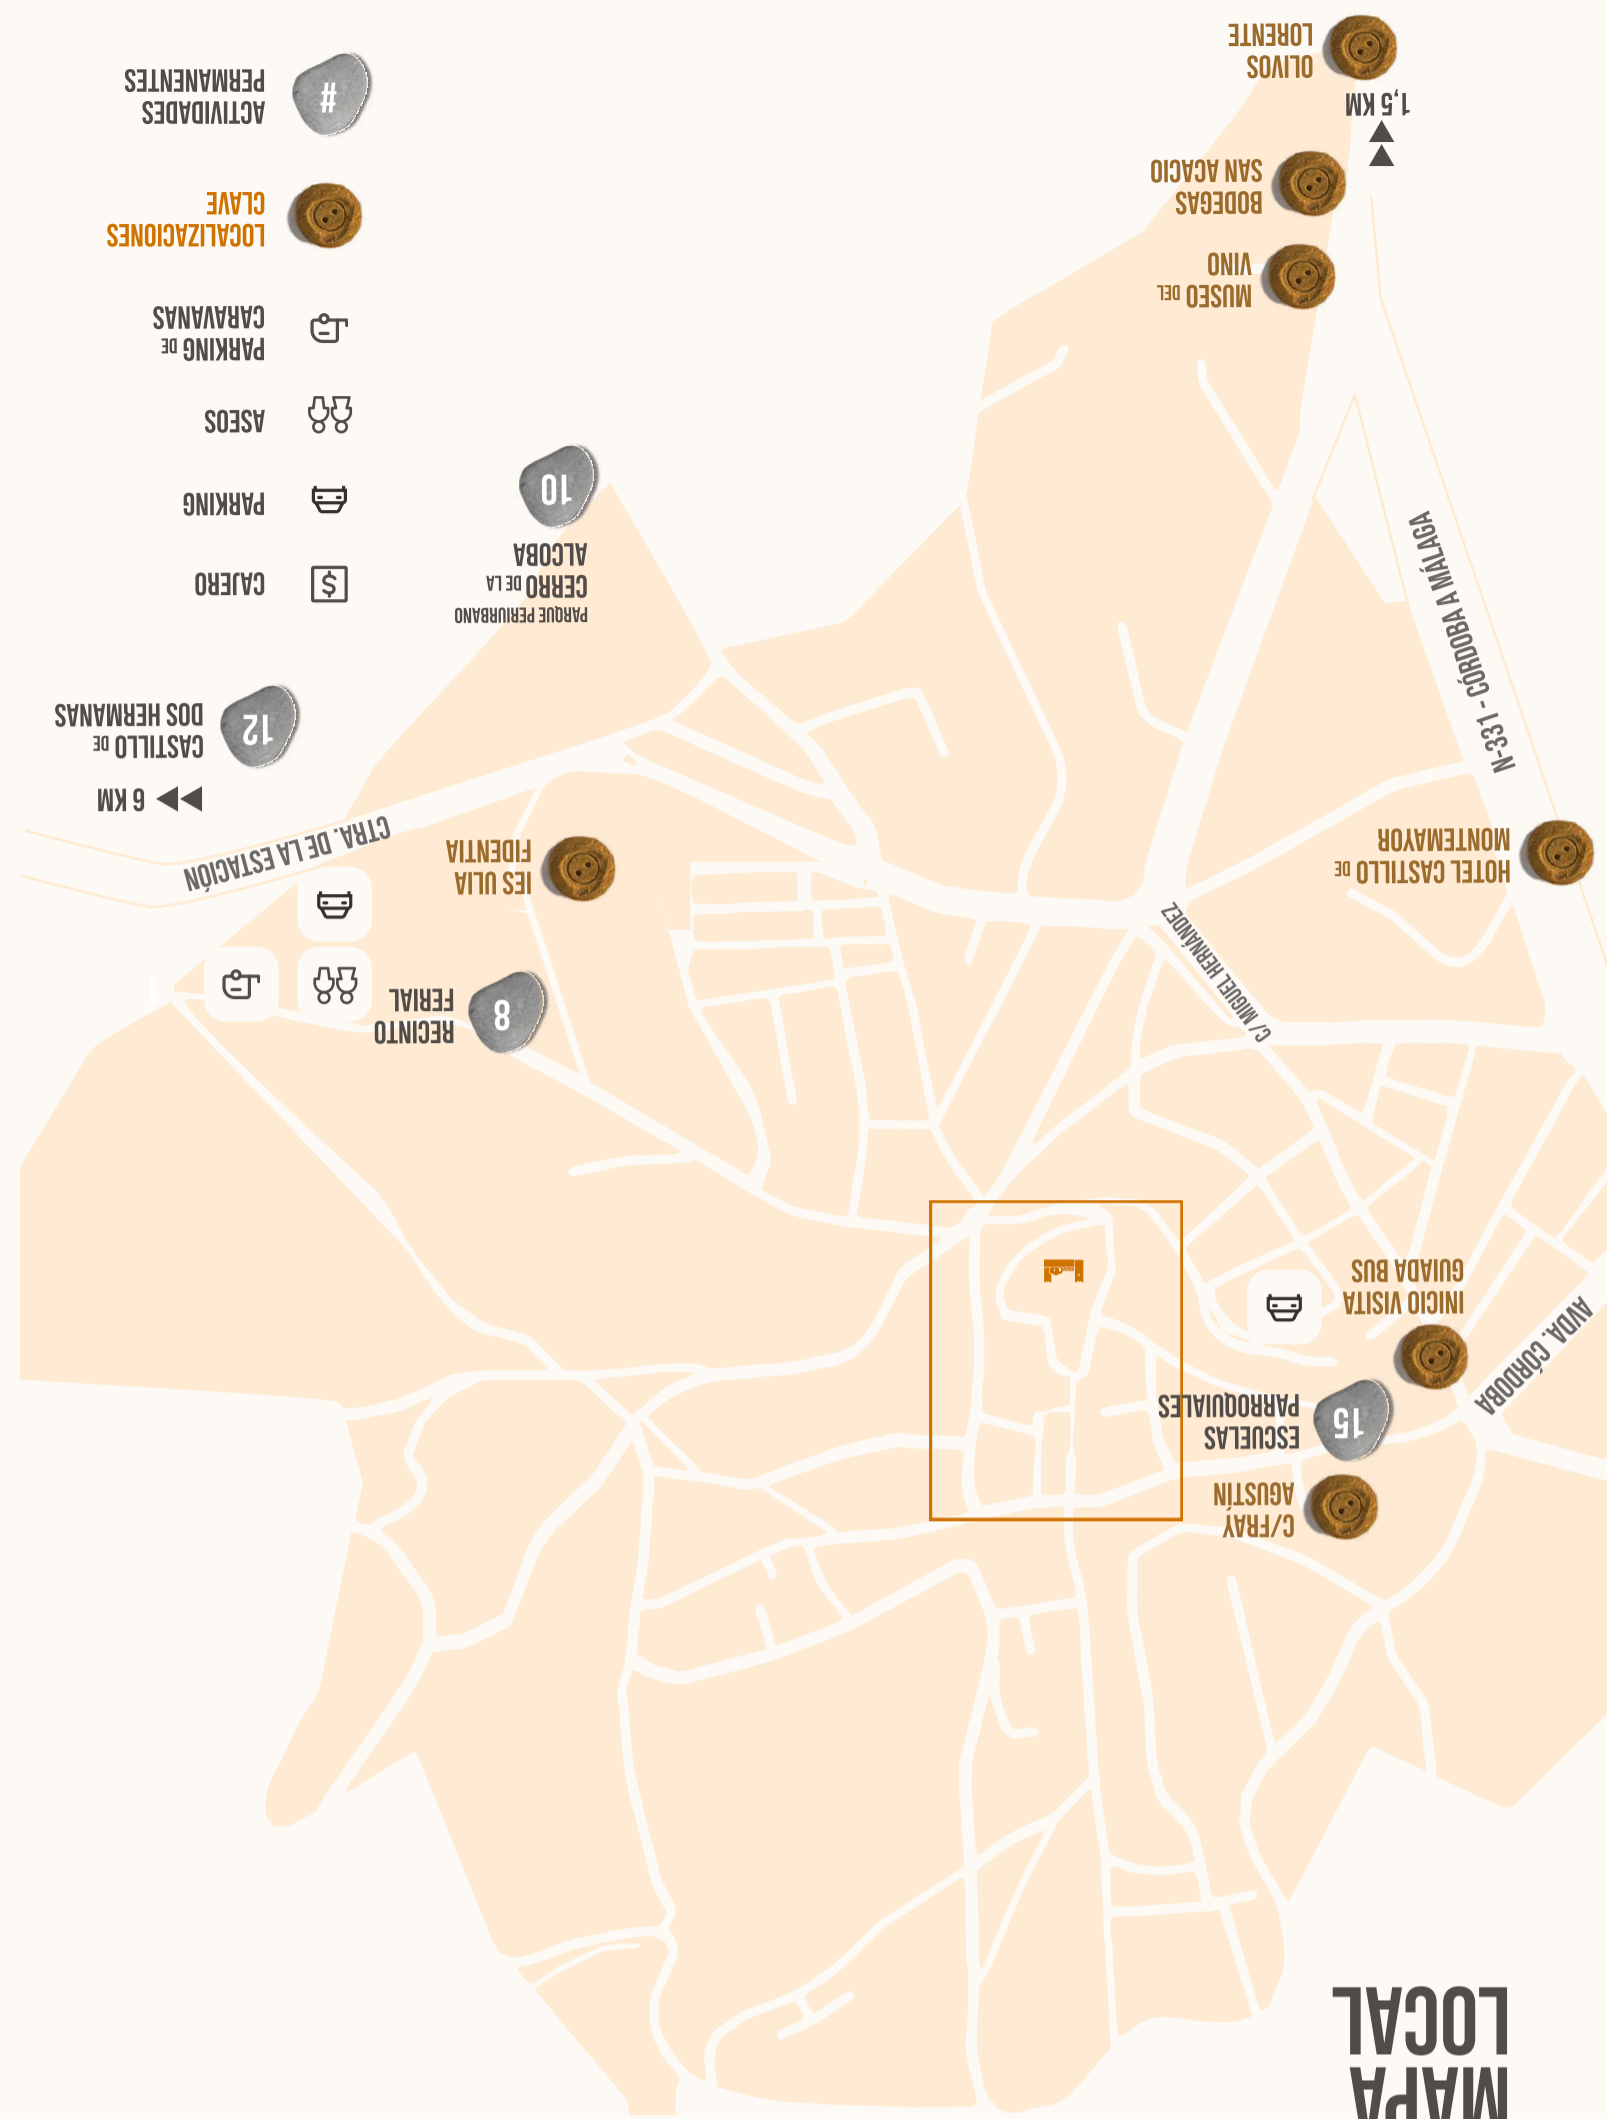 MAPA
LOCAL
C/FRAY
AGUSTÍN
15
ESCUELAS
PARROQUIALES
INICIO VISITA
GUIADA BUS
AVDA. CÓRDOBA
C/ MIGUEL HERNÁNDEZ
HOTEL CASTILLO DE
MONTEMAYOR
N-331 - CÓRDOBA A MÁLAGA
MUSEO DEL
VINO
BODEGAS
SAN ACACIO
1,5 KM
OLIVOS
LORENTE
8
RECINTO
FERIAL
IES ULIA
FIDENTIA
CTRA. DE LA ESTACIÓN
6 KM
12
CASTILLO DE
DOS HERMANAS
PARQUE PERIURBANO
CERRO DE LA
ALCOBA
10
$
CAJERO
PARKING
ASEOS
PARKING DE
CARAVANAS
LOCALIZACIONES
CLAVE
#
ACTIVIDADES
PERMANENTES